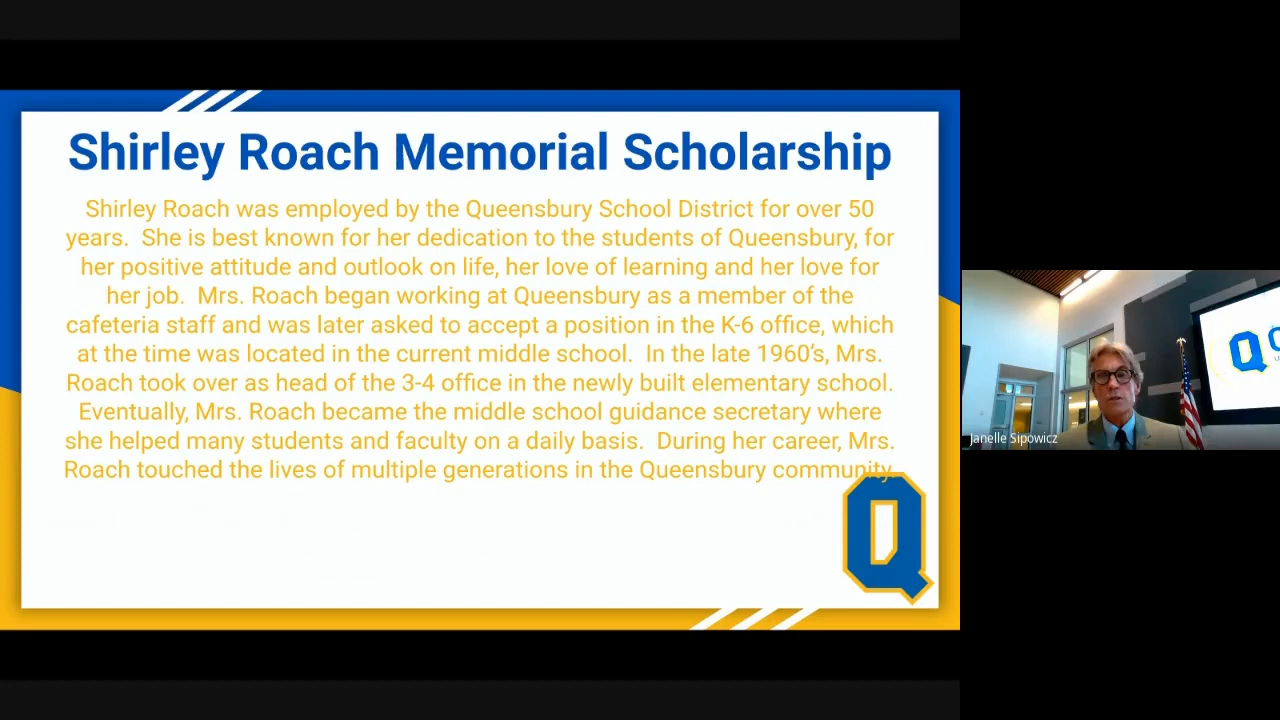 Shirley Roach Memorial Scholarship
Shirley Roach was employed by the Queensbury School District for over 50
years.  She is best known for her dedication to the students of Queensbury, for
her positive attitude and outlook on life, her love of learning and her love for
her job.  Mrs. Roach began working at Queensbury as a member of the
cafeteria staff and was later asked to accept a position in the K-6 office, which
at the time was located in the current middle school.  In the late 1960's, Mrs.
Roach took over as head of the 3-4 office in the newly built elementary school.
Eventually, Mrs. Roach became the middle school guidance secretary where
she helped many students and faculty on a daily basis.  During her career, Mrs.
Roach touched the lives of multiple generations in the Queensbury community.
Q
Q
Janelle Sipowicz